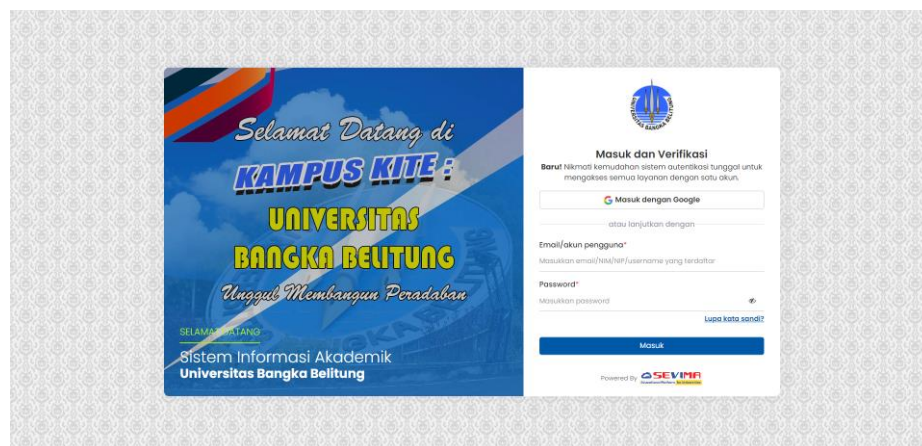 Selamat Datang di
KAMPUS KITE :
UNIVERSITAS
BANGKA BELITUNG
Unggul Membangun Peradaban
SELAMAT DATANG
Sistem Informasi Akademik
Universitas Bangka Belitung
UNIVERSITAS BANGKA BELITUNG
Masuk dan Verifikasi
Baru! Nikmati kemudahan sistem autentikasi tunggal untuk
mengakses semua layanan dengan satu akun.
Masuk dengan Google
atau lanjutkan dengan
Email/akun pengguna*
Masukkan email/NIM/NIP/username yang terdaftar
Password*
Masukkan password
Lupa kata sandi?
Masuk
Powered By SEVIMA